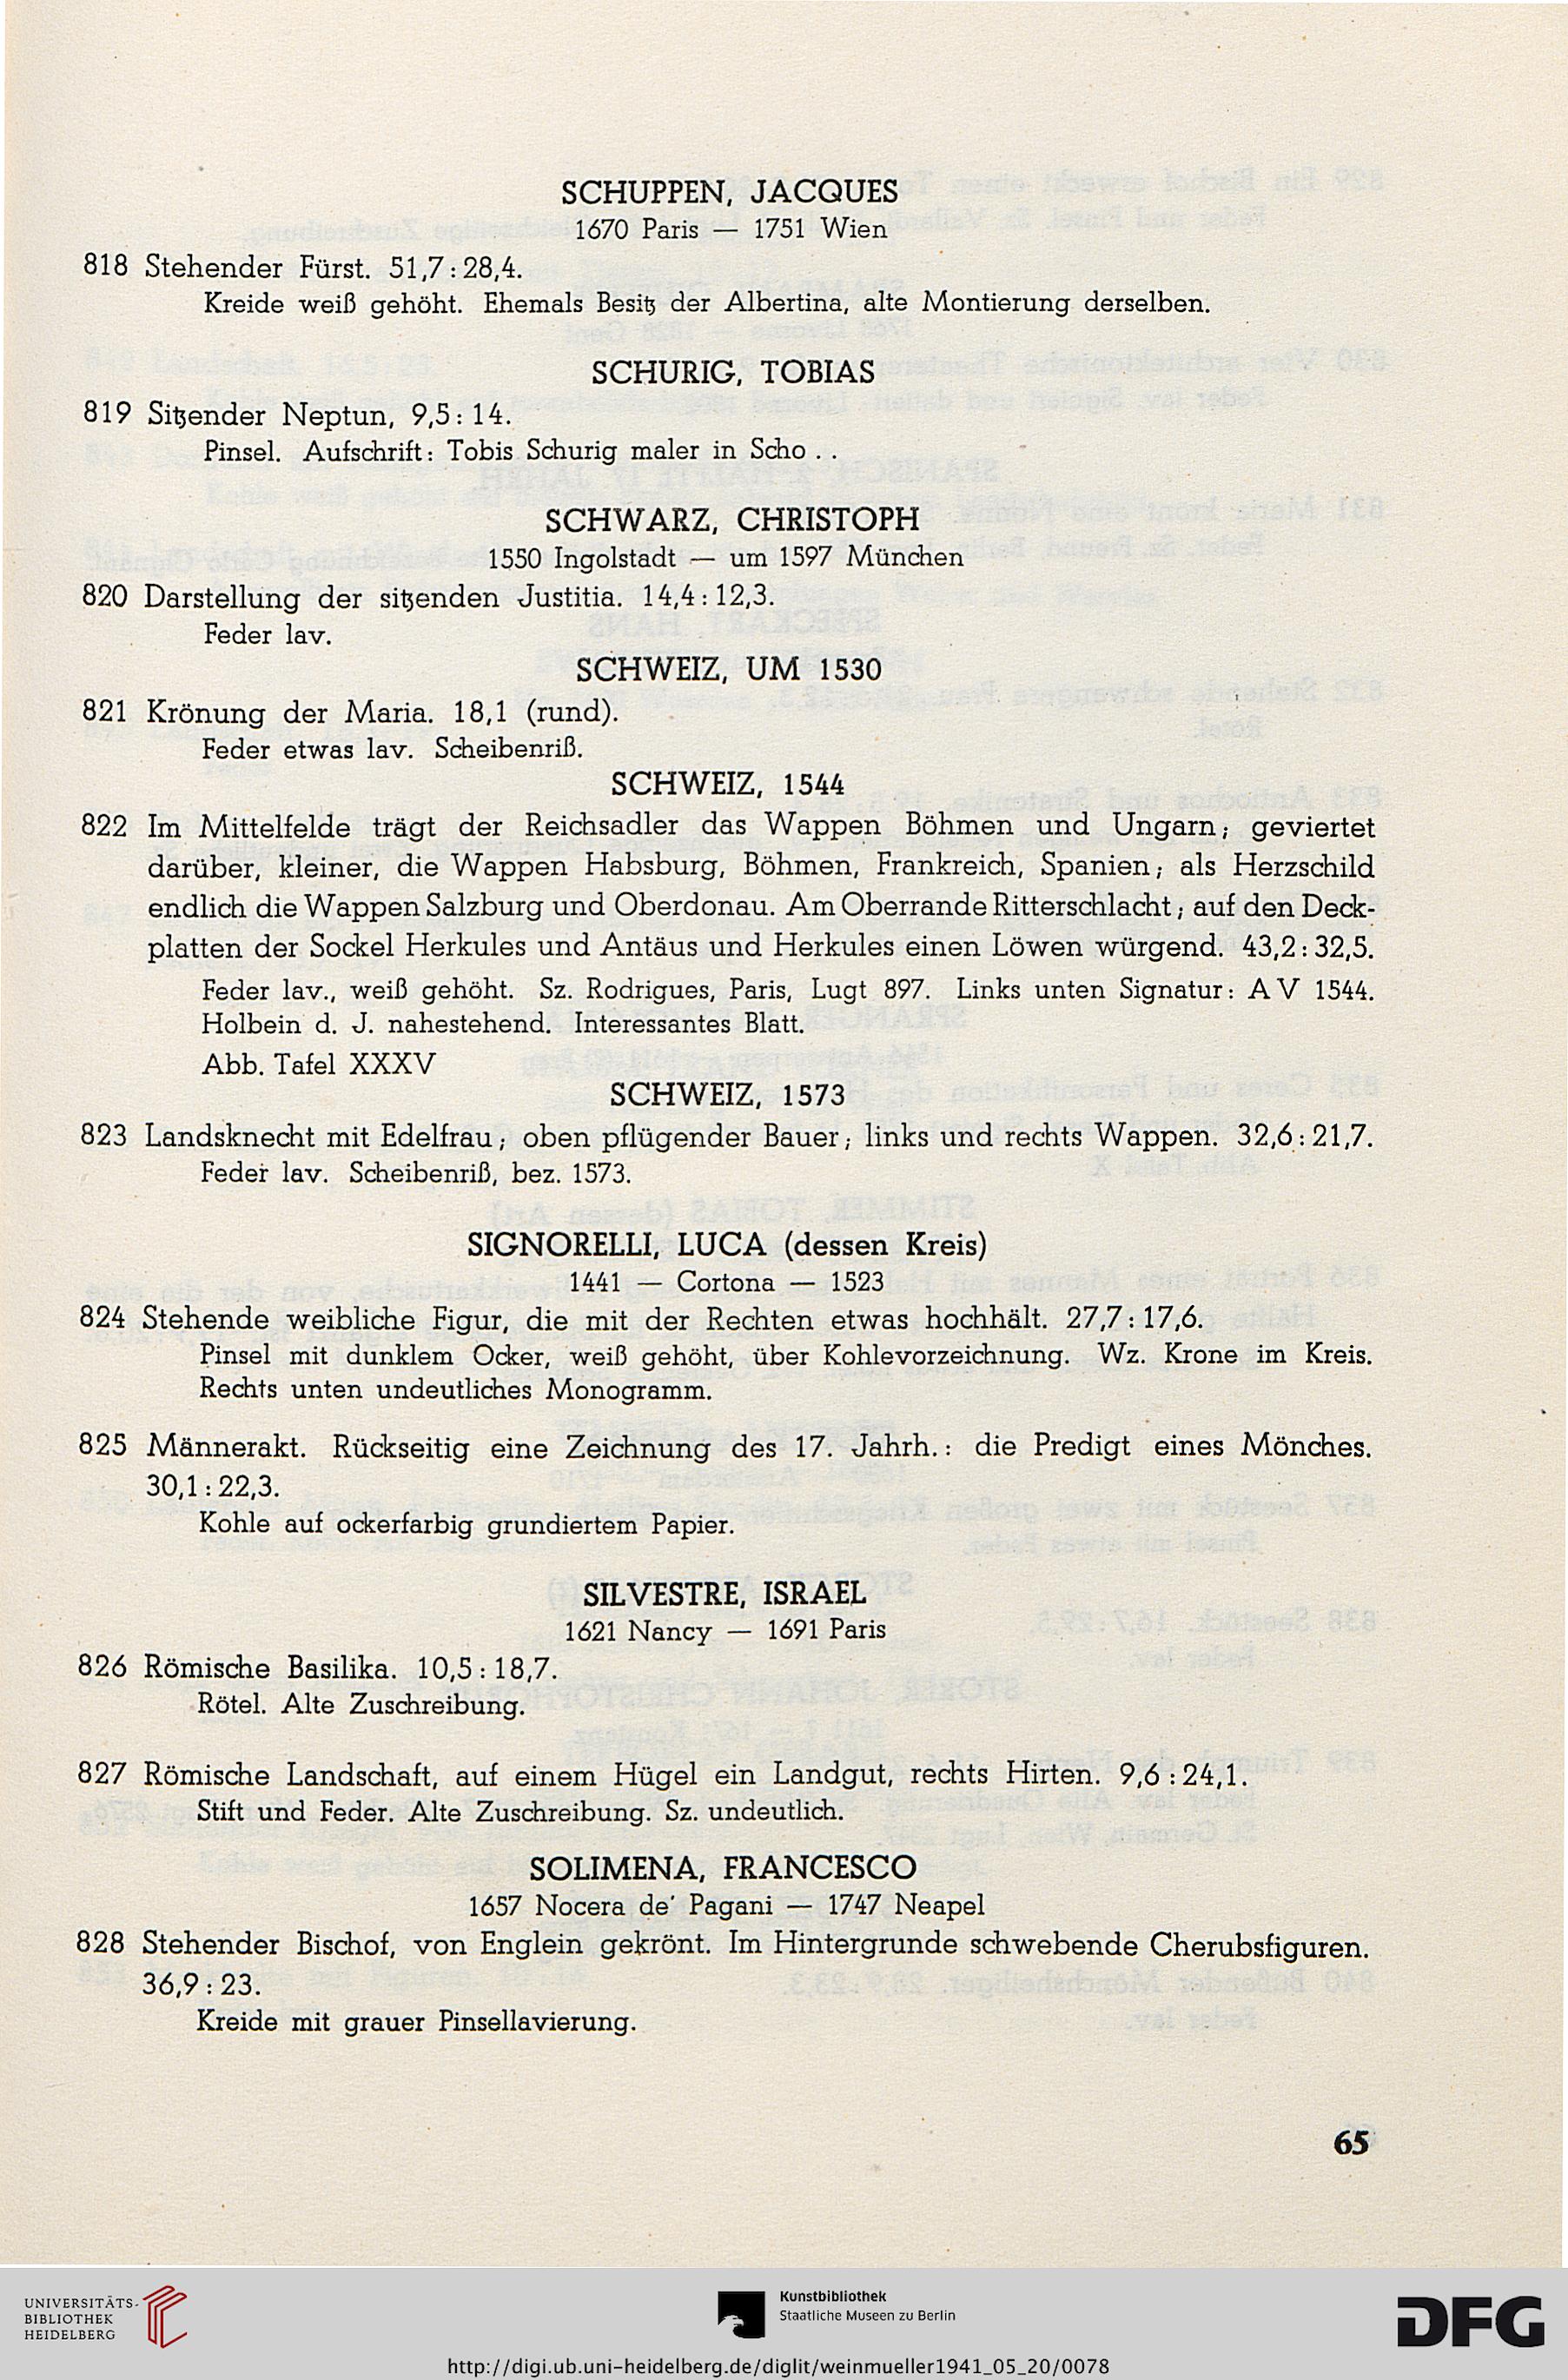 SCHUPPEN, JACQUES
1670 Paris — 1751 Wien
818 Stehender Fürst. 51,7 : 28,4.
Kreide weiß gehöht. Ehemals Besitz der Albertina, alte Montierung derselben.
SCHURIG, TOBIAS
819 Sitzender Neptun, 9,5 : 14.
Pinsel. Aufschrift: Tobis Schurig maler in Scho . .
SCHWARZ, CHRISTOPH
1550 Ingolstadt — um 1597 München
820 Darstellung der sitzenden Justitia. 14,4 : 12,3.
Feder lav.
SCHWEIZ, UM 1530
821 Krönung der Maria. 18,1 (rund).
Feder etwas lav. Scheibenriß.
SCHWEIZ, 1544
822 Im Mittelfelde trägt der Reichsadler das Wappen Böhmen und Ungarn; geviertet
darüber, kleiner, die Wappen Habsburg, Böhmen, Frankreich, Spanien; als Herzschild
endlich die Wappen Salzburg und Oberdonau. Am Oberrande Ritterschlacht; auf den Deck-
platten der Sockel Herkules und Antäus und Herkules einen Löwen würgend. 43,2 : 32,5.
Feder lav., weiß gehöht. Sz. Rodrigues, Paris, Lugt 897. Links unten Signatur: A V 1544.
Holbein d. J. nahestehend. Interessantes Blatt.
Abb. Tafel XXXV
SCHWEIZ, 1573
823 Landsknecht mit Edelfrau; oben pflügender Bauer; links und rechts Wappen. 32,6 : 21,7.
Feder lav. Scheibenriß, bez. 1573.
SIGNORELLI, LUCA (dessen Kreis)
1441 — Cortona — 1523
824 Stehende weibliche Figur, die mit der Rechten etwas hochhält. 27,7 : 17,6.
Pinsel mit dunklem Ocker, weiß gehöht, über Kohlevorzeichnung. Wz. Krone im Kreis.
Rechts unten undeutliches Monogramm.
825 Männerakt. Rückseitig eine Zeichnung des 17. Jahrh.: die Predigt eines Mönches.
30,1 : 22,3.
Kohle auf ockerfarbig grundiertem Papier.
SILVESTRE, ISRAEL
1621 Nancy — 1691 Paris
826 Römische Basilika. 10,5 : 18,7.
Rötel. Alte Zuschreibung.
827 Römische Landschaft, auf einem Hügel ein Landgut, rechts Hirten. 9,6 : 24,1.
Stift und Feder. Alte Zuschreibung. Sz. undeutlich.
SOLIMENA, FRANCESCO
1657 Nocera de' Pagani — 1747 Neapel
828 Stehender Bischof, von Englein gekrönt. Im Hintergrunde schwebende Cherubsfiguren.
36,9 : 23.
Kreide mit grauer Pinsellavierung.
65
UNIVERSITÄTS-
BIBLIOTHEK
HEIDELBERG
Kunstbibliothek
Staatliche Museen zu Berlin
DFG
http://digi.ub.uni-heidelberg.de/diglit/weinmueller1941_05_20/0078